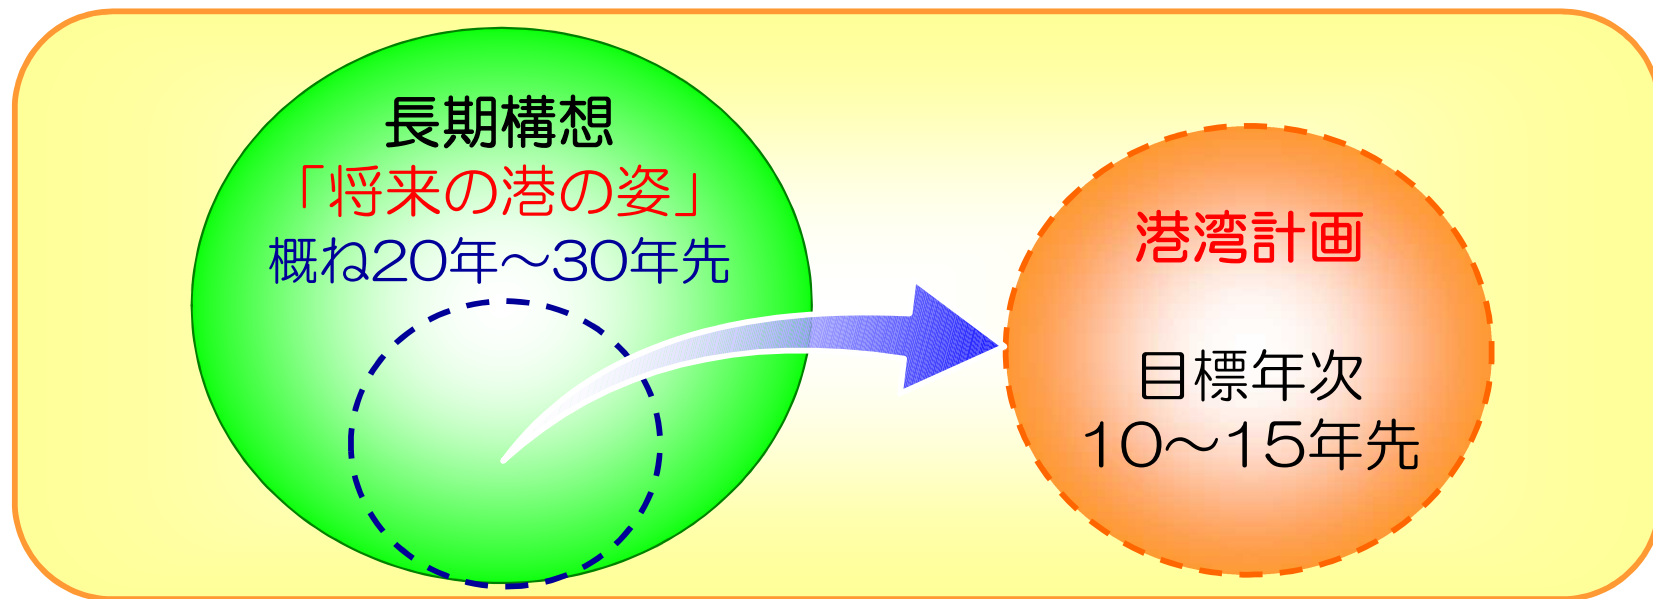 長期構想
「将来の港の姿」
概ね20年～30年先
港湾計画
目標年次
10～15年先